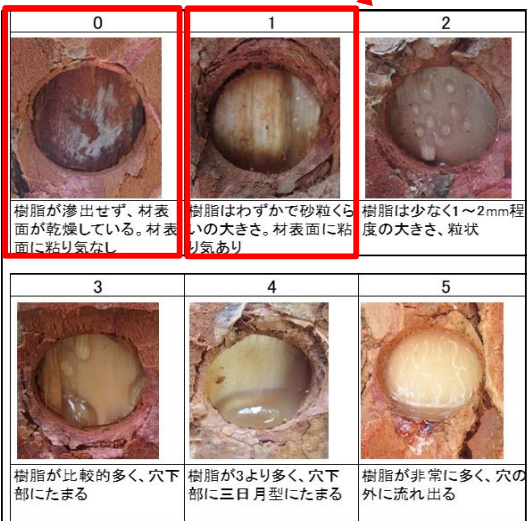 0
1
2
樹脂が滲出せず、材表
面が乾燥している。材表
面に粘り気なし
樹脂はわずかで砂粒くら
いの大きさ。材表面に粘
り気あり
樹脂は少なく1～2mm程
度の大きさ、粒状
3
4
5
樹脂が比較的多く、穴下
部にたまる
樹脂が3より多く、穴下
部に三日月型にたまる
樹脂が非常に多く、穴の
外に流れ出る